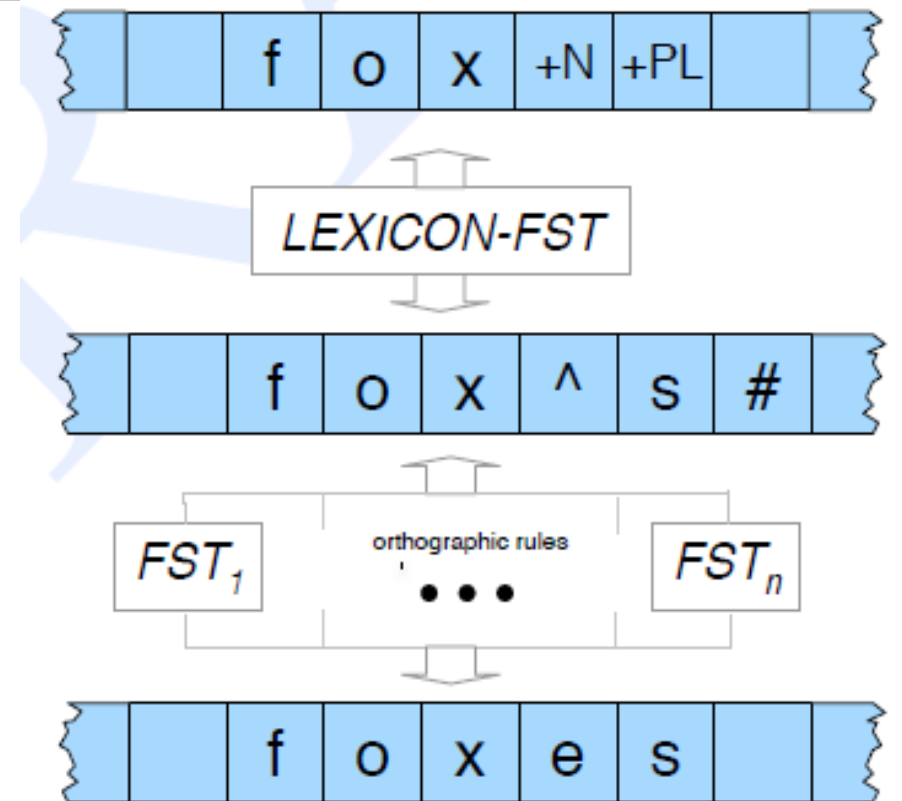 f o x +N +PL
LEXICON-FST
f o x ^ s #
orthographic rules
FST1 ••• FSTn
f o x e s